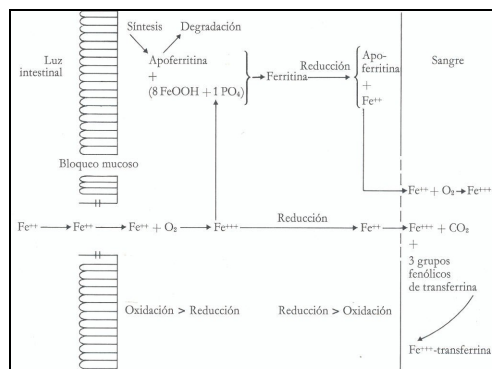 Síntesis Degradación
Luz
intestinal
Apoferritina
+
(8 FeOOH + 1 PO₄)
Ferritina
Reducción
Apo-
ferritina
+
Fe⁺⁺
Sangre
Bloqueo mucoso
Fe⁺⁺ + O₂ Fe⁺⁺⁺
Fe⁺⁺ Fe⁺⁺ Fe⁺⁺ + O₂ Fe⁺⁺⁺ Reducción Fe⁺⁺ Fe⁺⁺⁺ + CO₂
+
3 grupos
fenólicos
de transferrina
Oxidación > Reducción Reducción > Oxidación
Fe⁺⁺⁺-transferrina